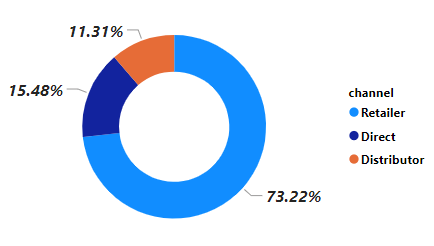 11.31%
15.48%
73.22%
channel
Retailer
Direct
Distributor